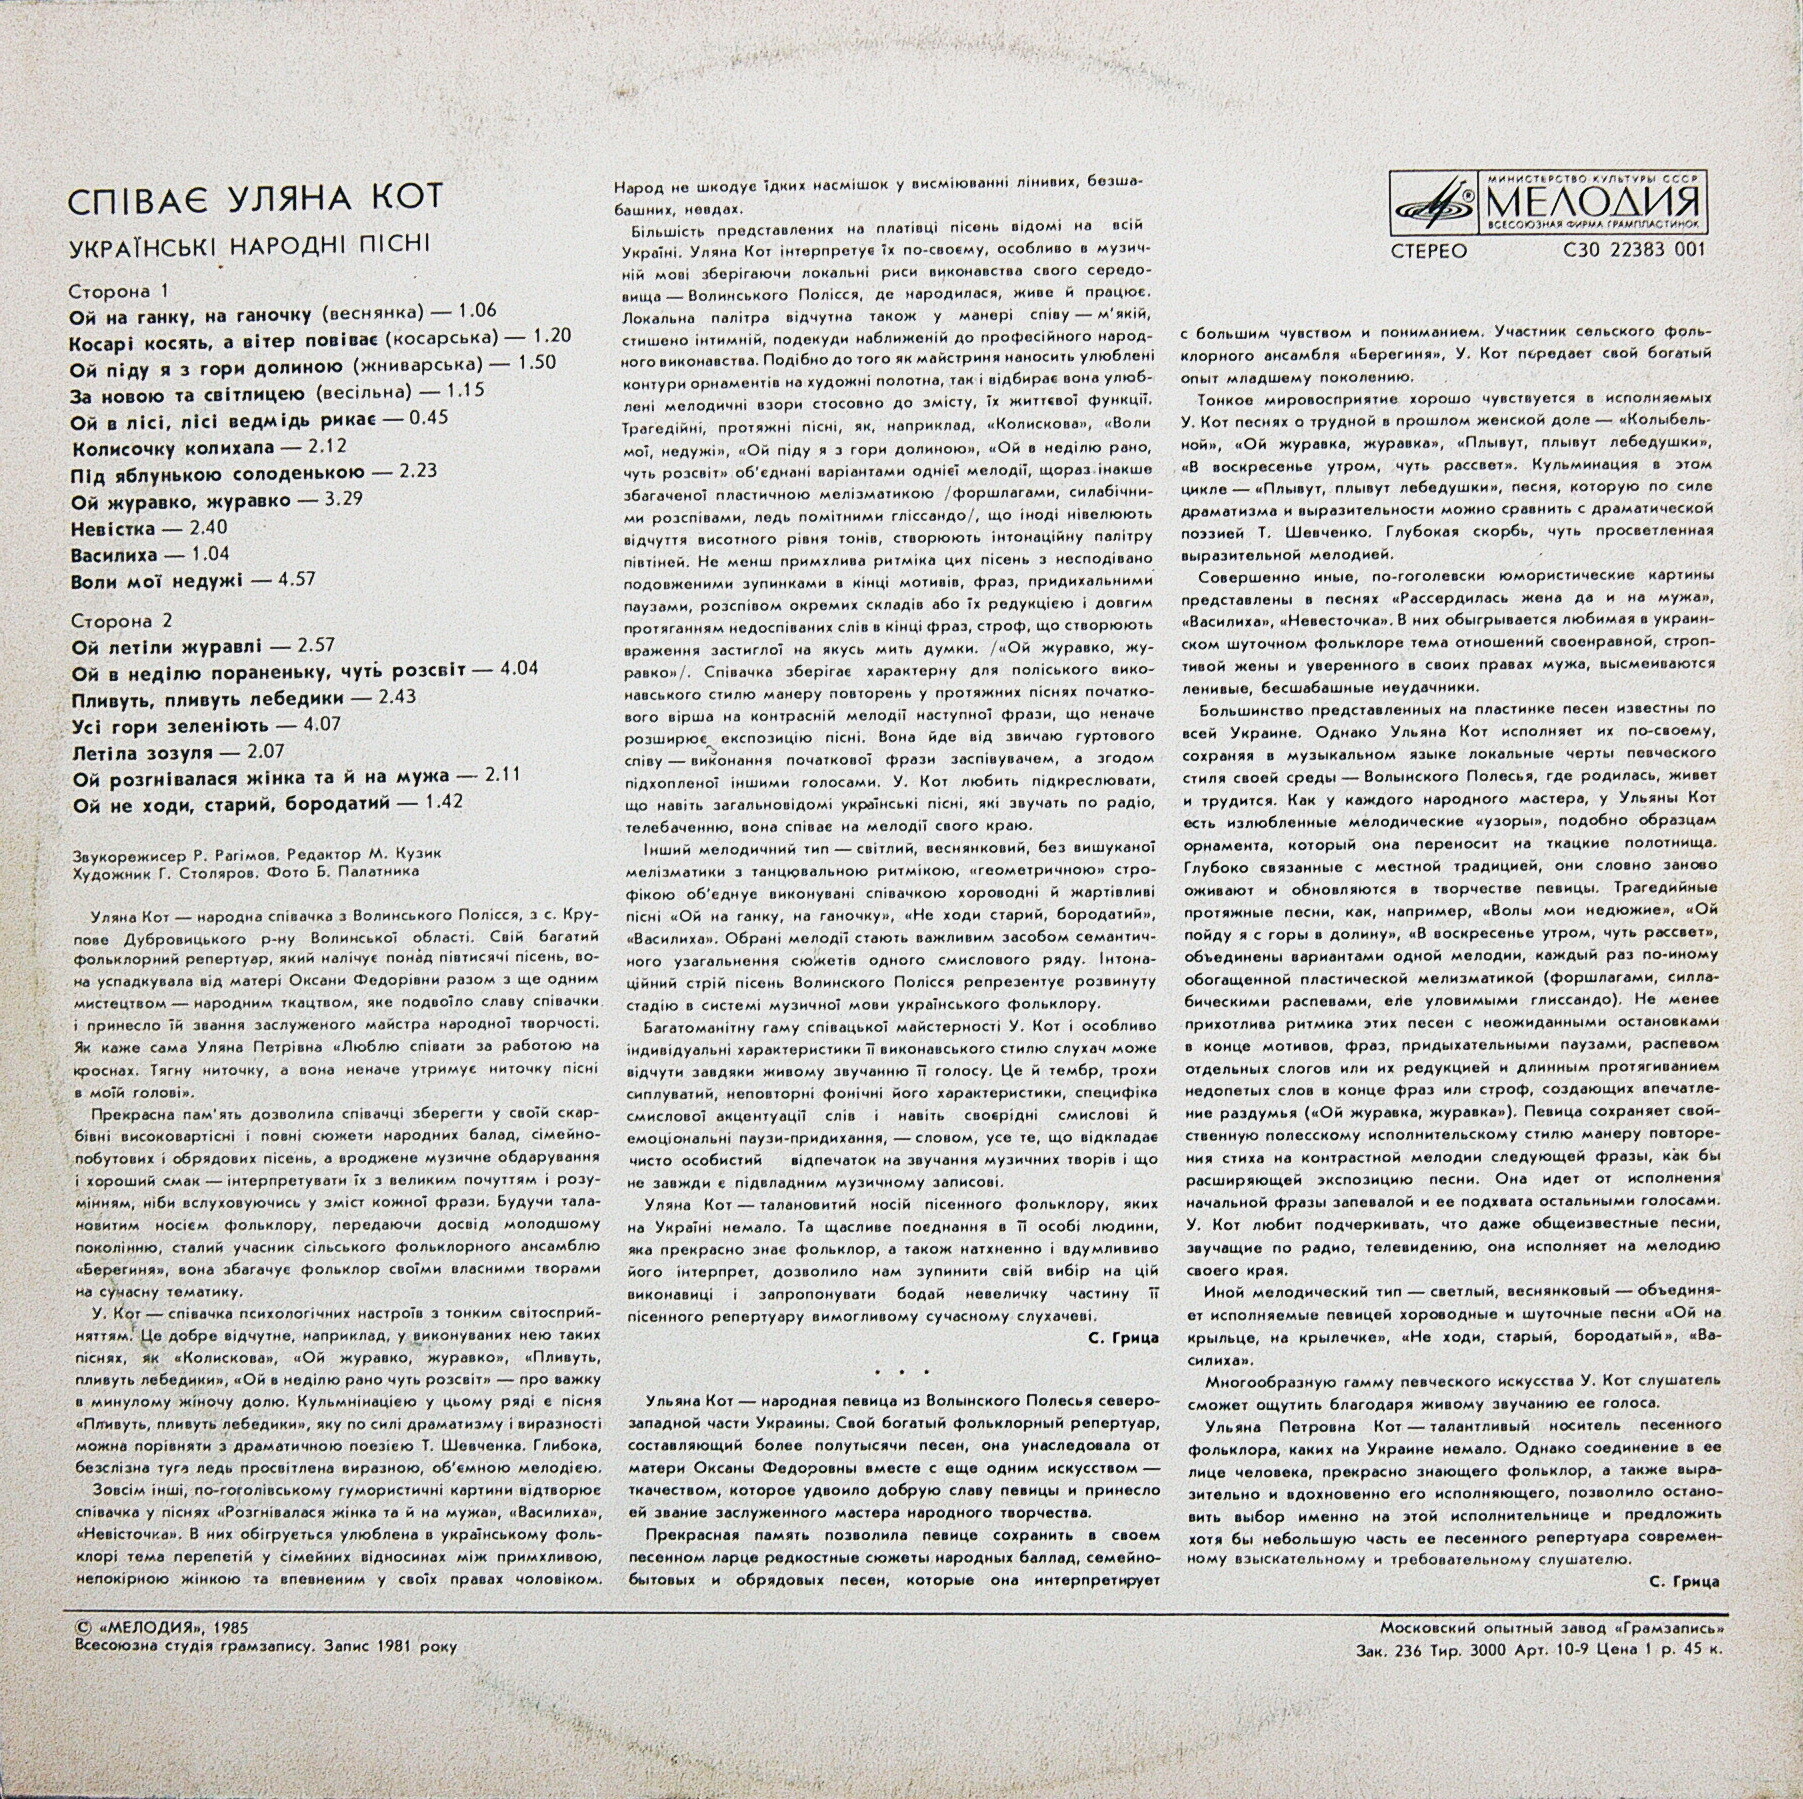 СПІВАЄ УЛЯНА КОТ
УКРАЇНСЬКІ НАРОДНІ ПІСНІ
Сторона 1
Ой на ганку, на ганочку (веснянка) — 1.06
Косарі косять, а вітер повіває (косарська) — 1.20
Ой піду я з гори долиною (жниварська) — 1.50
За новою та світлицею (весільна) — 1.15
Ой в лісі, лісі ведмідь рикає — 0.45
Колисочку колихала — 2.12
Під яблунькою солоденькою — 2.23
Ой журавко, журавко — 3.29
Невістка — 2.40
Василиха — 1.04
Воли мої недужі — 4.57
Сторона 2
Ой летіли журавлі — 2.57
Ой в неділю пораненьку, чуть розсвіт — 4.04
Пливуть, пливуть лебедики — 2.43
Усі гори зеленіють — 4.07
Летіла зозуля — 2.07
Ой розгнівалася жінка та й на мужа — 2.11
Ой не ходи, старий, бородатий — 1.42
Звукорежисер Р. Рагімов. Редактор М. Кузик
Художник Г. Столяров. Фото Б. Палатника
Уляна Кот — народна співачка з Волинського Полісся, з с. Кру-
пове Дубровицького р-ну Волинської області. Свій багатий
фольклорний репертуар, який налічує понад півтисячі пісень, во-
на успадкувала від матері Оксани Федорівни разом з ще одним
мистецтвом — народним ткацтвом, яке подвоїло славу співачки
і принесло їй звання заслуженого майстра народної творчості.
Як каже сама Уляна Петрівна «Люблю співати за работою на
кроснах. Тягну ниточку, а вона неначе утримує ниточку пісні
в моїй голові».
Прекрасна пам'ять дозволила співачці зберегти у своїй скар-
бівні високовартісні і повні сюжети народних балад, сімейно-
побутових і обрядових пісень, а вроджене музичне обдарування
і хороший смак — інтерпретувати їх з великим почуттям і розу-
мінням, ніби вслуховуючись у зміст кожної фрази. Будучи тала-
новитим носієм фольклору, передаючи досвід молодшому
поколінню, сталий учасник сільського фольклорного ансамблю
«Берегиня», вона збагачує фольклор своїми власними творами
на сучасну тематику.
У. Кот — співачка психологічних настроїв з тонким світосприй-
няттям. Це добре відчутне, наприклад, у виконуваних нею таких
піснях, як «Колискова», «Ой журавко, журавко», «Пливуть,
пливуть лебедики», «Ой в неділю рано чуть розсвіт» — про важку
в минулому жіночу долю. Кульмінацією у цьому ряді є пісня
«Пливуть, пливуть лебедики», яку по силі драматизму і виразності
можна порівняти з драматичною поезією Т. Шевченка. Глибока,
безслізна туга ледь просвітлена виразною, об'ємною мелодією.
Зовсім інші, по-гоголівському гумористичні картини відтворює
співачка у піснях «Розгнівалася жінка та й на мужа», «Василиха»,
«Невісточка». В них обігрується улюблена в українському фоль-
клорі тема перепетій у сімейних відносинах між примхливою,
непокірною жінкою та впевненим у своїх правах чоловіком.
Народ не шкодує їдких насмішок у висміюванні лінивих, безша-
башних, невдах.
Більшість представлених на платівці пісень відомі на всій
Україні. Уляна Кот інтерпретує їх по-своєму, особливо в музич-
ній мові зберігаючи локальні риси виконавства свого середо-
вища — Волинського Полісся, де народилася, живе й працює.
Локальна палітра відчутна також у манері співу — м'якій,
стишено інтимній, подекуди наближеній до професійного народ-
ного виконавства. Подібно до того як майстриня наносить улюблені
контури орнаментів на художні полотна, так і відбирає вона улюб-
лені мелодичні взори стосовно до змісту, їх життєвої функції.
Трагедійні, протяжні пісні, як, наприклад, «Колискова», «Воли
мої, недужі», «Ой піду я з гори долиною», «Ой в неділю рано,
чуть розсвіт» об'єднані варіантами однієї мелодії, щораз інакше
збагаченої пластичною мелізматикою /форшлагами, силабічни-
ми розспівами, ледь помітними гліссандо/, що іноді нівелюють
відчуття висотного рівня тонів, створюють інтонаційну палітру
півтіней. Не менш примхлива ритміка цих пісень з несподівано
подовженими зупинками в кінці мотивів, фраз, придихальними
паузами, розспівом окремих складів або їх редукцією і довгим
протяганням недоспіваних слів в кінці фраз, строф, що створюють
враження застиглої на якусь мить думки. /«Ой журавко, жу-
равко»/. Співачка зберігає характерну для поліського вико-
навського стилю манеру повторень у протяжних піснях початко-
вого вірша на контрасній мелодії наступної фрази, що неначе
розширює експозицію пісні. Вона йде від звичаю гуртового
співу — виконання початкової фрази заспівувачем, а згодом
підхопленої іншими голосами. У. Кот любить підкреслювати,
що навіть загальновідомі українські пісні, які звучать по радіо,
телебаченню, вона співає на мелодії свого краю.
Інший мелодичний тип — світлий, веснянковий, без вишуканої
мелізматики з танцювальною ритмікою, «геометричною» стро-
фікою об'єднує виконувані співачкою хороводні й жартівливі
пісні «Ой на ганку, на ганочку», «Не ходи старий, бородатий»,
«Василиха». Обрані мелодії стають важливим засобом семантич-
ного узагальнення сюжетів одного смислового ряду. Інтона-
ційний стрій пісень Волинского Полісся репрезентує розвинуту
стадію в системі музичної мови українського фольклору.
Багатоманітну гаму співацької майстерності У. Кот і особливо
індивідуальні характеристики її виконавського стилю слухач може
відчути завдяки живому звучанню її голосу. Це й тембр, трохи
сиплуватий, неповторні фонічні його характеристики, специфіка
смислової акцентуації слів і навіть своєрідні смислові й
емоціональні паузи-придихання, — словом, усе те, що відкладає
чисто особистий відпечаток на звучання музичних творів і що
не завжди є підвладним музичному записові.
Уляна Кот — талановитий носій пісенного фольклору, яких
на Україні немало. Та щасливе поєднання в її особі людини,
яка прекрасно знає фольклор, а також натхненно і вдумлививо
його інтерпрет, дозволило нам зупинити свій вибір на цій
виконавиці і запропонувати бодай невеличку частину її
пісенного репертуару вимогливому сучасному слухачеві.
С. Грица
• • •
Ульяна Кот — народная певица из Волынского Полесья северо-
западной части Украины. Свой богатый фольклорный репертуар,
составляющий более полутысячи песен, она унаследовала от
матери Оксаны Федоровны вместе с еще одним искусством —
ткачеством, которое удвоило добрую славу певицы и принесло
ей звание заслуженного мастера народного творчества.
Прекрасная память позволила певице сохранить в своем
песенном ларце редкостные сюжеты народных баллад, семейно-
бытовых и обрядовых песен, которые она интерпретирует
МИНИСТЕРСТВО КУЛЬТУРЫ СССР
МЕЛОДИЯ
ВСЕСОЮЗНАЯ ФИРМА ГРАМПЛАСТИНОК
СТЕРЕО С30 22383 001
с большим чувством и пониманием. Участник сельского фоль-
клорного ансамбля «Берегиня», У. Кот передает свой богатый
опыт младшему поколению.
Тонкое мировосприятие хорошо чувствуется в исполняемых
У. Кот песнях о трудной в прошлом женской доле — «Колыбель-
ной», «Ой журавка, журавка», «Плывут, плывут лебедушки»,
«В воскресенье утром, чуть рассвет». Кульминация в этом
цикле — «Плывут, плывут лебедушки», песня, которую по силе
драматизма и выразительности можно сравнить с драматической
поэзией Т. Шевченко. Глубокая скорбь, чуть просветленная
выразительной мелодией.
Совершенно иные, по-гоголевски юмористические картины
представлены в песнях «Рассердилась жена да и на мужа»,
«Василиха», «Невесточка». В них обыгрывается любимая в украин-
ском шуточном фольклоре тема отношений своенравной, строп-
тивой жены и уверенного в своих правах мужа, высмеиваются
ленивые, бесшабашные неудачники.
Большинство представленных на пластинке песен известны по
всей Украине. Однако Ульяна Кот исполняет их по-своему,
сохраняя в музыкальном языке локальные черты певческого
стиля своей среды — Волынского Полесья, где родилась, живет
и трудится. Как у каждого народного мастера, у Ульяны Кот
есть излюбленные мелодические «узоры», подобно образцам
орнамента, который она переносит на ткацкие полотнища.
Глубоко связанные с местной традицией, они словно заново
оживают и обновляются в творчестве певицы. Трагедийные
протяжные песни, как, например, «Волы мои недюжие», «Ой
пойду я с горы в долину», «В воскресенье утром, чуть рассвет»,
объединены вариантами одной мелодии, каждый раз по-иному
обогащенной пластической мелизматикой (форшлагами, силла-
бическими распевами, еле уловимыми глиссандо). Не менее
прихотлива ритмика этих песен с неожиданными остановками
в конце мотивов, фраз, придыхательными паузами, распевом
отдельных слогов или их редукцией и длинным протягиванием
недопетых слов в конце фраз или строф, создающих впечатле-
ние раздумья («Ой журавка, журавка»). Певица сохраняет свой-
ственную полесскому исполнительскому стилю манеру повторе-
ния стиха на контрастной мелодии следующей фразы, как бы
расширяющей экспозицию песни. Она идет от исполнения
начальной фразы запевалой и ее подхвата остальными голосами.
У. Кот любит подчеркивать, что даже общеизвестные песни,
звучащие по радио, телевидению, она исполняет на мелодию
своего края.
Иной мелодический тип — светлый, веснянковый — объединя-
ет исполняемые певицей хороводные и шуточные песни «Ой на
крыльце, на крылечке», «Не ходи, старый, бородатый», «Ва-
силиха».
Многообразную гамму певческого искусства У. Кот слушатель
сможет ощутить благодаря живому звучанию ее голоса.
Ульяна Петровна Кот — талантливый носитель песенного
фольклора, каких на Украине немало. Однако соединение в ее
лице человека, прекрасно знающего фольклор, а также выра-
зительно и вдохновенно его исполняющего, позволило остано-
вить выбор именно на этой исполнительнице и предложить
хотя бы небольшую часть ее песенного репертуара современ-
ному взыскательному и требовательному слушателю.
С. Грица
© «МЕЛОДИЯ», 1985
Всесоюзна студія грамзапису. Запис 1981 року
Московский опытный завод «Грамзапись»
Зак. 236 Тир. 3000 Арт. 10-9 Цена 1 р. 45 к.